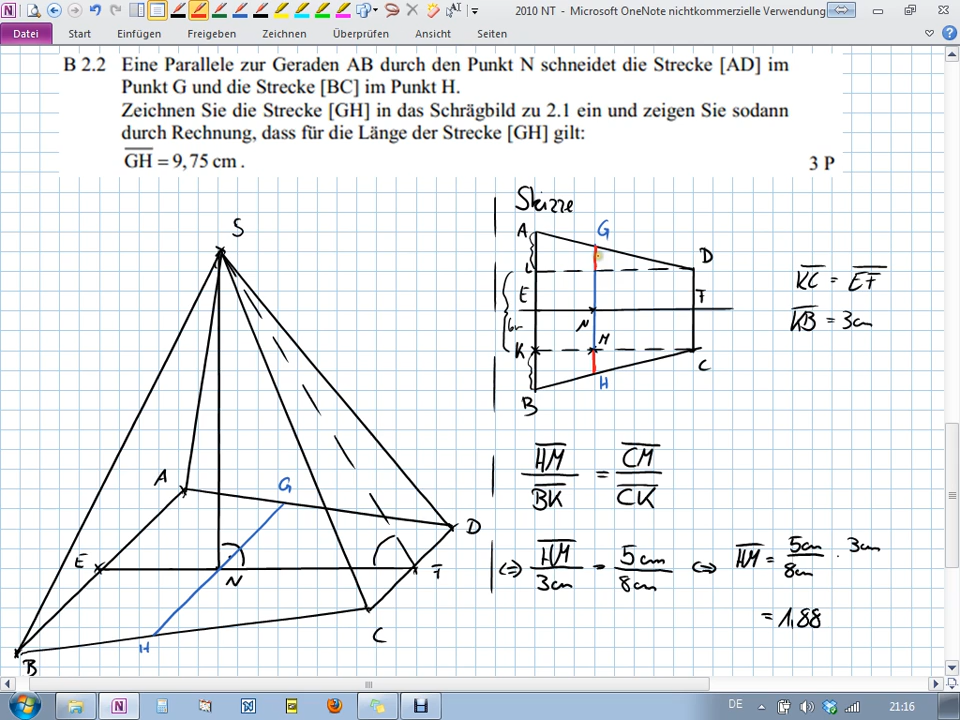 2010 NT - Microsoft OneNote nichtkommerzielle Verwendung
Datei Start Einfügen Freigeben Zeichnen Überprüfen Ansicht Seiten
B 2.2 Eine Parallele zur Geraden AB durch den Punkt N schneidet die Strecke [AD] im
Punkt G und die Strecke [BC] im Punkt H.
Zeichnen Sie die Strecke [GH] in das Schrägbild zu 2.1 ein und zeigen Sie sodann
durch Rechnung, dass für die Länge der Strecke [GH] gilt:
GH = 9,75 cm.
3 P
Skizze
S
A G D
L
E F
N
6cm
K M
C
B H
KC = EF
KB = 3cm
A G
D
E N F
C
H
B
HM / BK = CM / CK
<=> HM / 3cm = 5cm / 8cm <=> HM = 5cm / 8cm · 3cm
= 1,88
DE 21:16